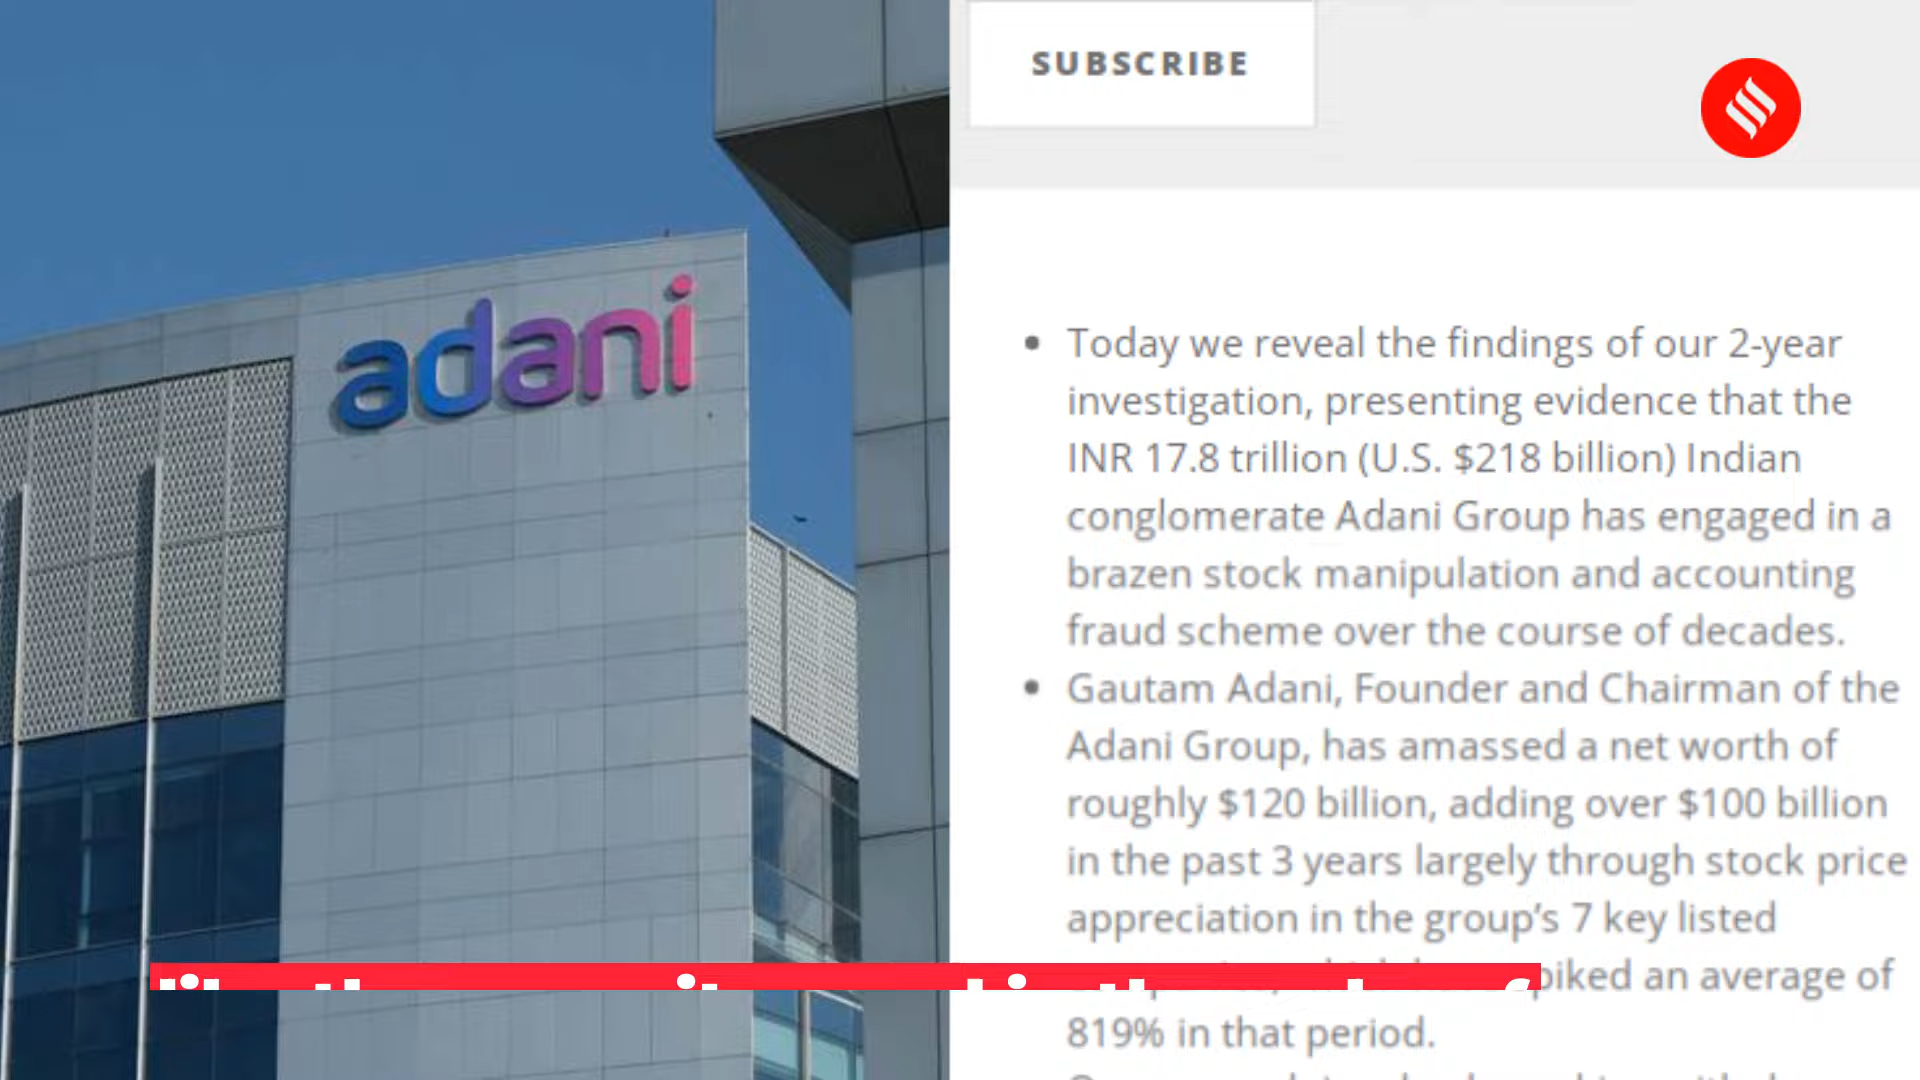 adani
SUBSCRIBE
Today we reveal the findings of our 2-year
investigation, presenting evidence that the
INR 17.8 trillion (U.S. $218 billion) Indian
conglomerate Adani Group has engaged in a
brazen stock manipulation and accounting
fraud scheme over the course of decades.
Gautam Adani, Founder and Chairman of the
Adani Group, has amassed a net worth of
roughly $120 billion, adding over $100 billion
in the past 3 years largely through stock price
appreciation in the group’s 7 key listed
an average of
819% in that period.